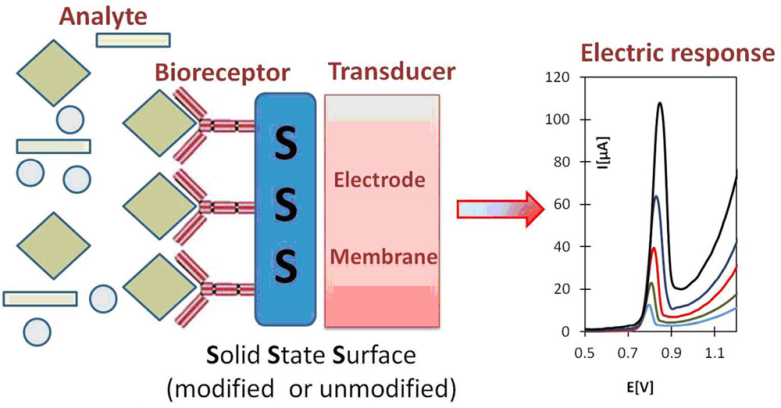 Analyte
Bioreceptor
Transducer
S
S
S
Electrode
Membrane
Solid State Surface
(modified or unmodified)
Electric response
I[µA]
120
100
80
60
40
20
0
0.5 0.7 0.9 1.1
E[V]